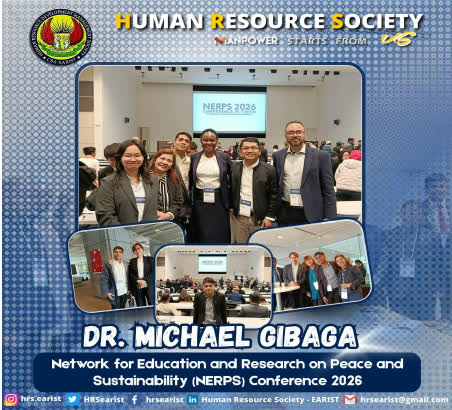 HUMAN RESOURCE SOCIETY
MANPOWER STARTS FROM US
NERPS 2026
DR. MICHAEL GIBAGA
Network for Education and Research on Peace and
Sustainability (NERPS) Conference 2026
hrs.earist HRSearist hrsearist Human Resource Society - EARIST hrsearist@gmail.com